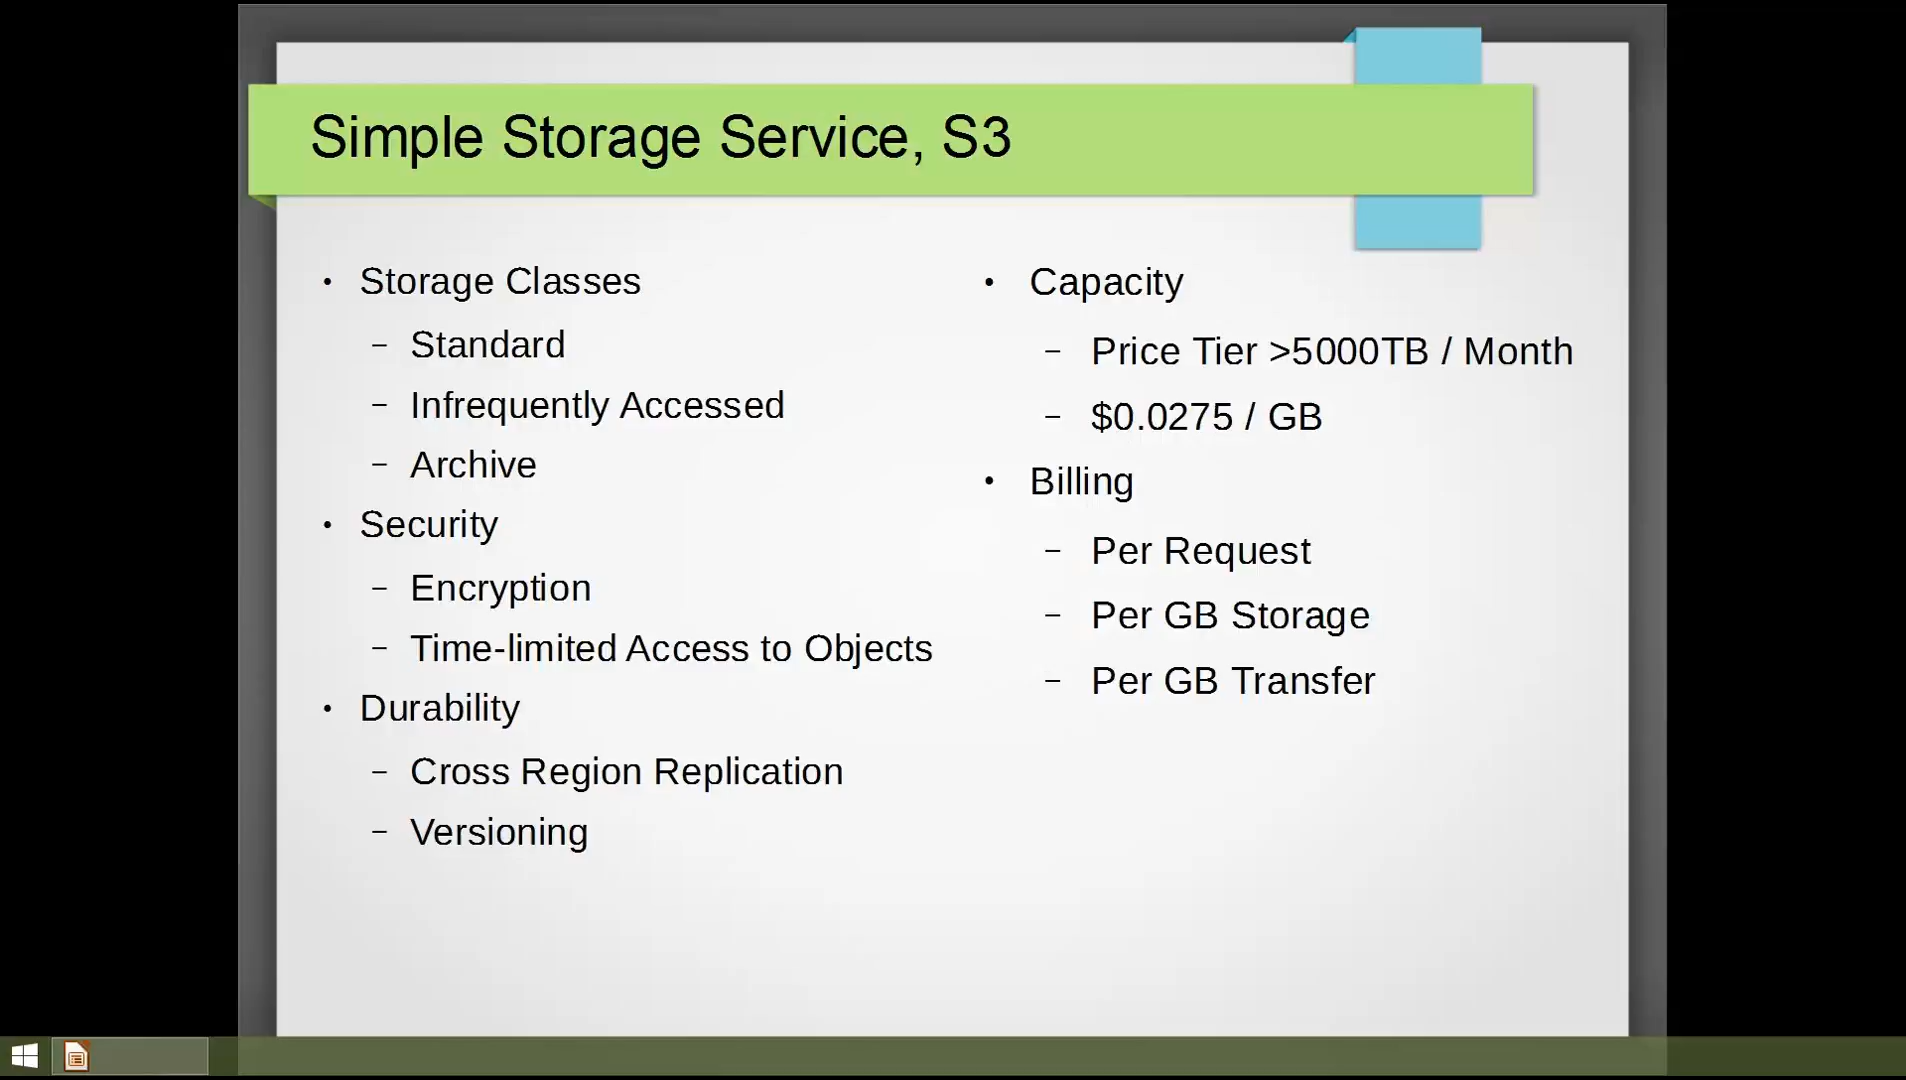 Simple Storage Service, S3
• Storage Classes
– Standard
– Infrequently Accessed
– Archive
• Security
– Encryption
– Time-limited Access to Objects
• Durability
– Cross Region Replication
– Versioning
• Capacity
– Price Tier >5000TB / Month
– $0.0275 / GB
• Billing
– Per Request
– Per GB Storage
– Per GB Transfer